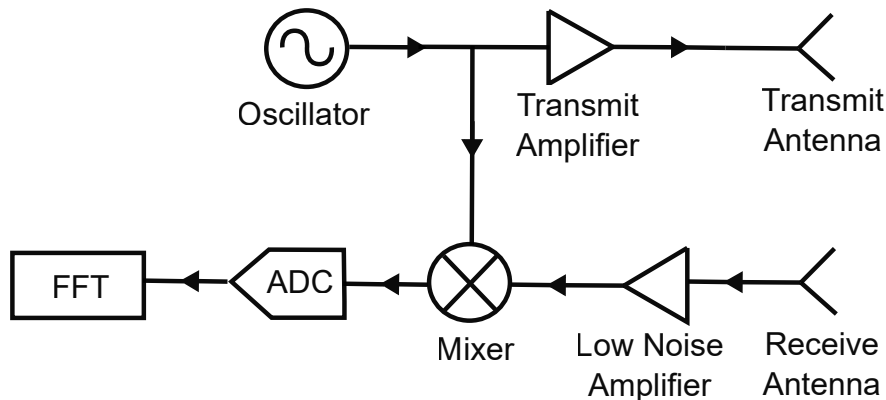 Oscillator
Transmit
Amplifier
Transmit
Antenna
FFT
ADC
Mixer
Low Noise
Amplifier
Receive
Antenna